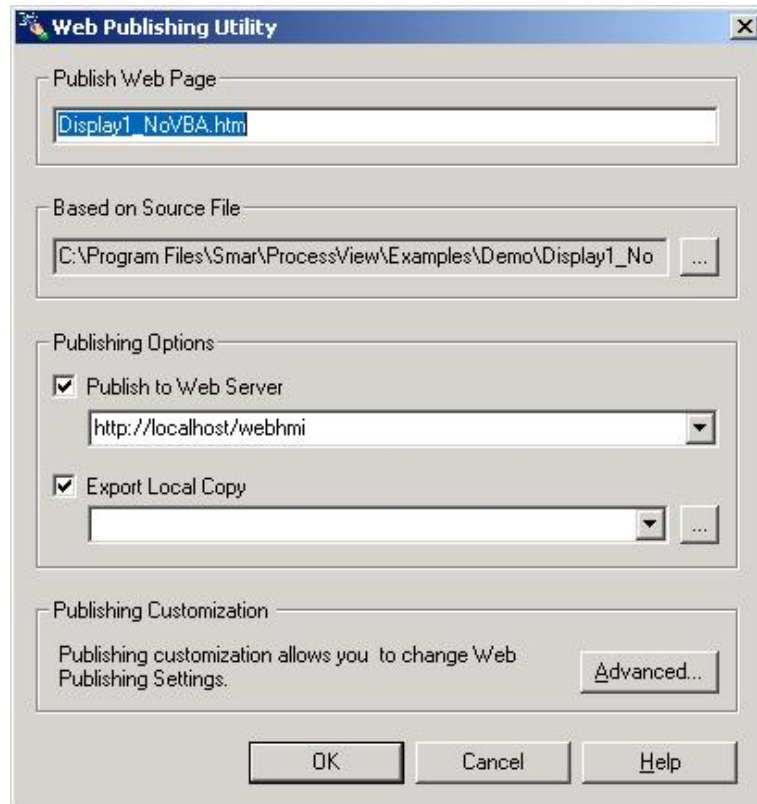 Web Publishing Utility
Publish Web Page
Display1_NoVBA.htm
Based on Source File
C:\Program Files\Smar\ProcessView\Examples\Demo\Display1_No
...
Publishing Options
Publish to Web Server
http://localhost/webhmi
Export Local Copy
...
Publishing Customization
Publishing customization allows you to change Web
Publishing Settings.
Advanced...
OK
Cancel
Help